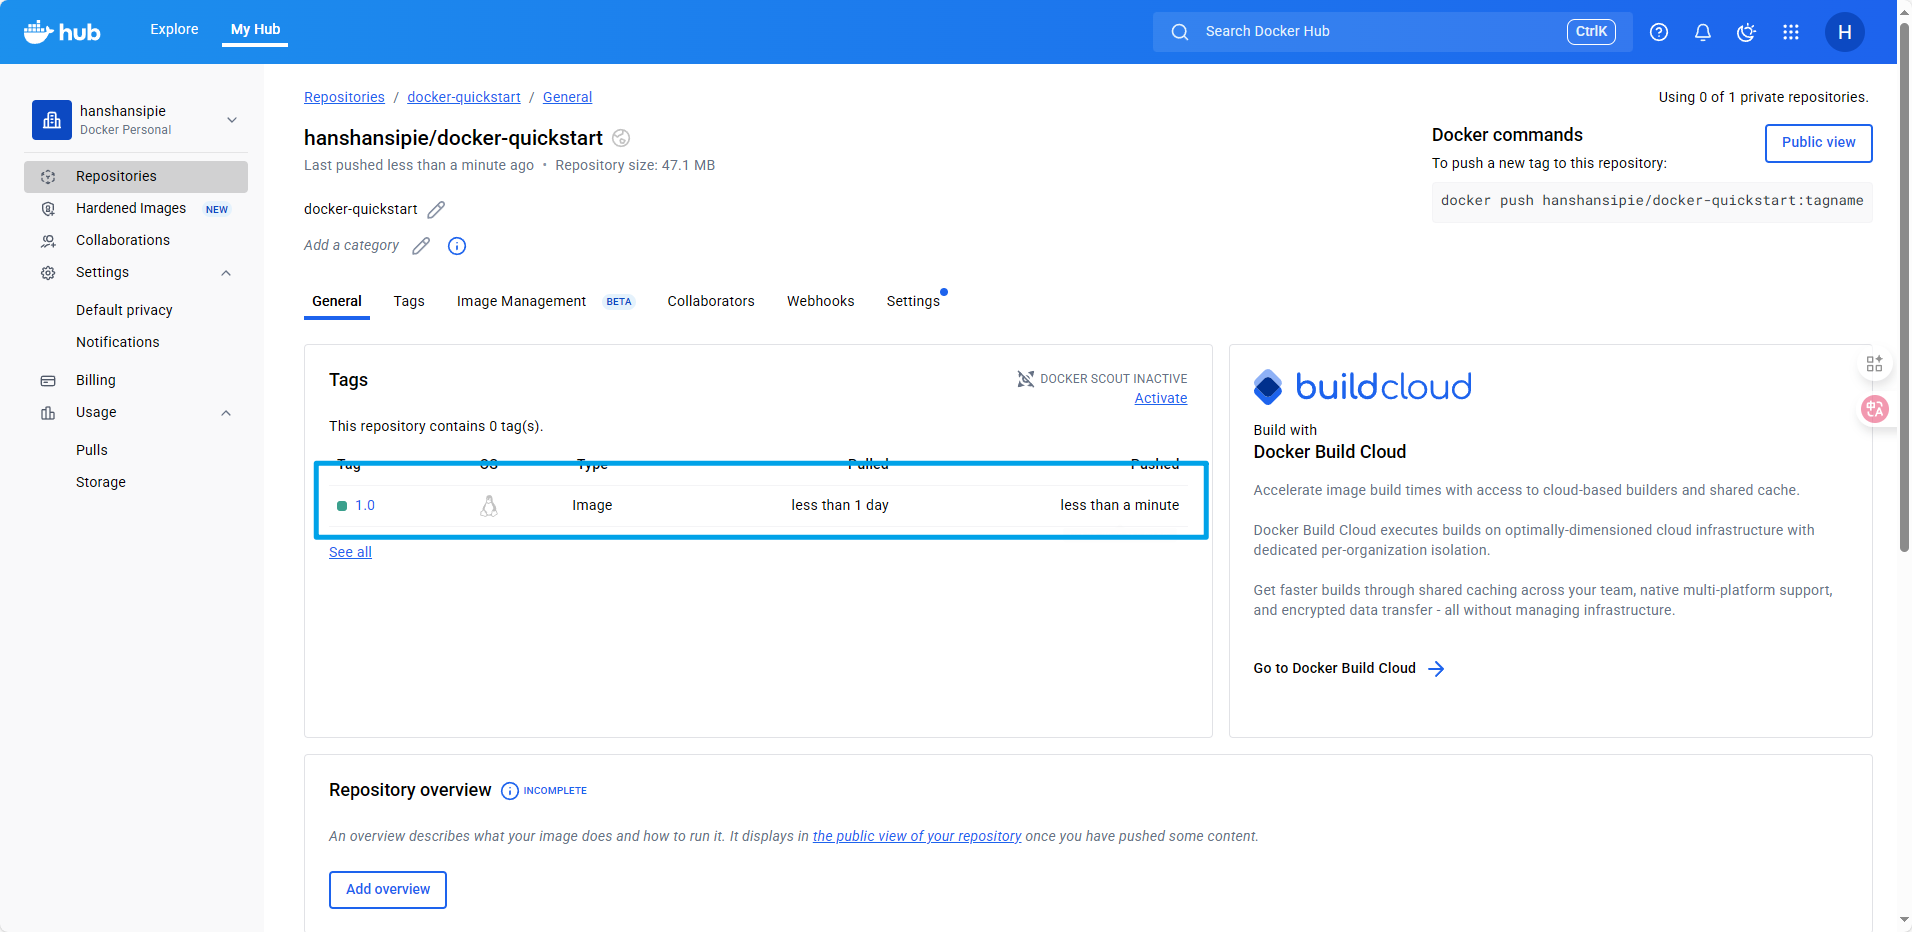 hub
Explore
My Hub
Search Docker Hub
CtrlK
H
hanshansipie
Docker Personal
Repositories
Hardened Images NEW
Collaborations
Settings
Default privacy
Notifications
Billing
Usage
Pulls
Storage
Repositories / docker-quickstart / General
Using 0 of 1 private repositories.
hanshansipie/docker-quickstart
Last pushed less than a minute ago • Repository size: 47.1 MB
docker-quickstart
Add a category
Docker commands
Public view
To push a new tag to this repository:
docker push hanshansipie/docker-quickstart:tagname
General Tags Image Management BETA Collaborators Webhooks Settings
Tags
DOCKER SCOUT INACTIVE
Activate
This repository contains 0 tag(s).
Tag OS Type Pulled Pushed
1.0 Image less than 1 day less than a minute
See all
buildcloud
Build with
Docker Build Cloud
Accelerate image build times with access to cloud-based builders and shared cache.
Docker Build Cloud executes builds on optimally-dimensioned cloud infrastructure with
dedicated per-organization isolation.
Get faster builds through shared caching across your team, native multi-platform support,
and encrypted data transfer - all without managing infrastructure.
Go to Docker Build Cloud
中A
Repository overview INCOMPLETE
An overview describes what your image does and how to run it. It displays in the public view of your repository once you have pushed some content.
Add overview